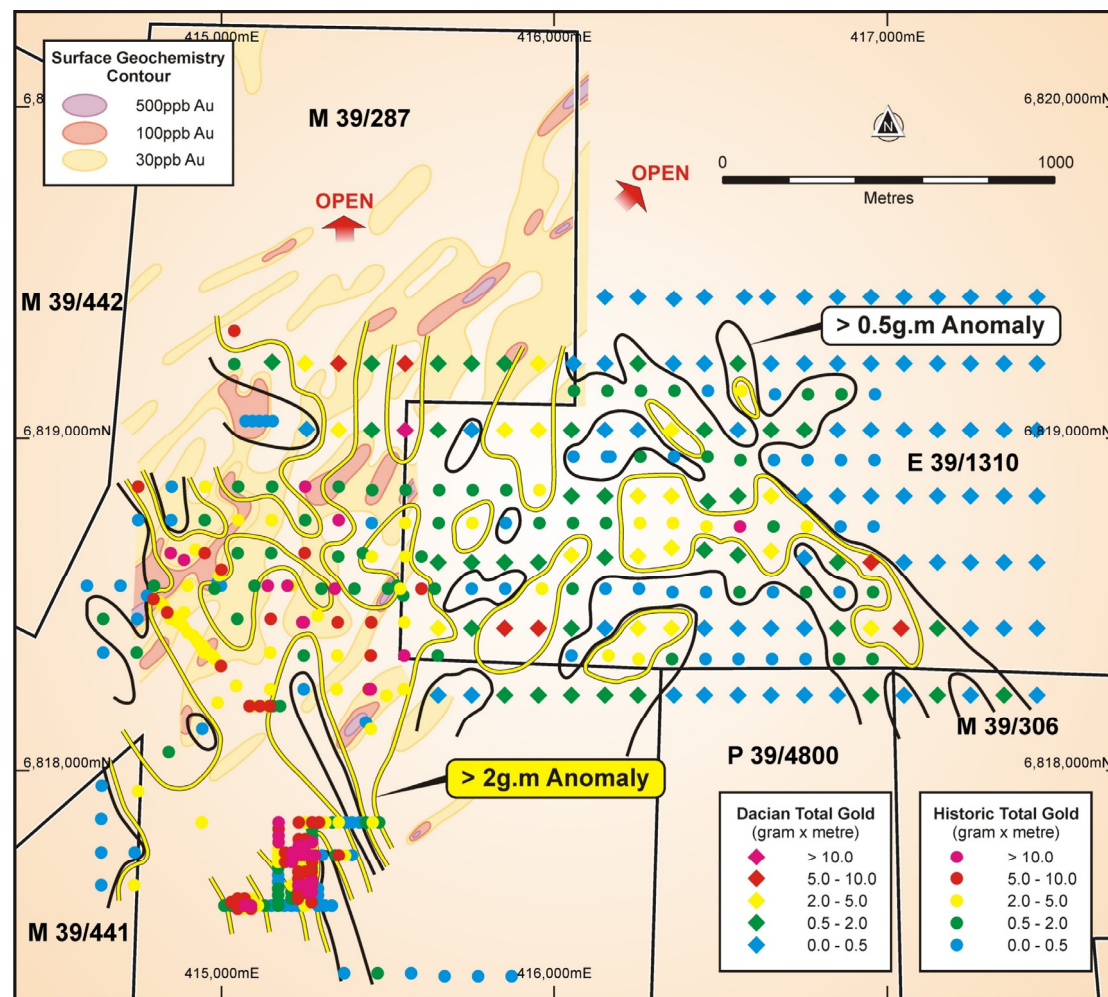 415,000mE
416,000mE
417,000mE
Surface Geochemistry
Contour
500ppb Au
100ppb Au
30ppb Au
6,8
6,820,000mN
M 39/287
N
0
1000
Metres
OPEN
OPEN
M 39/442
> 0.5g.m Anomaly
6,819,000mN
6,819,000mN
E 39/1310
M 39/306
6,818,000mN
6,818,000mN
P 39/4800
> 2g.m Anomaly
Dacian Total Gold
(gram x metre)
> 10.0
5.0 - 10.0
2.0 - 5.0
0.5 - 2.0
0.0 - 0.5
Historic Total Gold
(gram x metre)
> 10.0
5.0 - 10.0
2.0 - 5.0
0.5 - 2.0
0.0 - 0.5
M 39/441
415,000mE
416,000mE